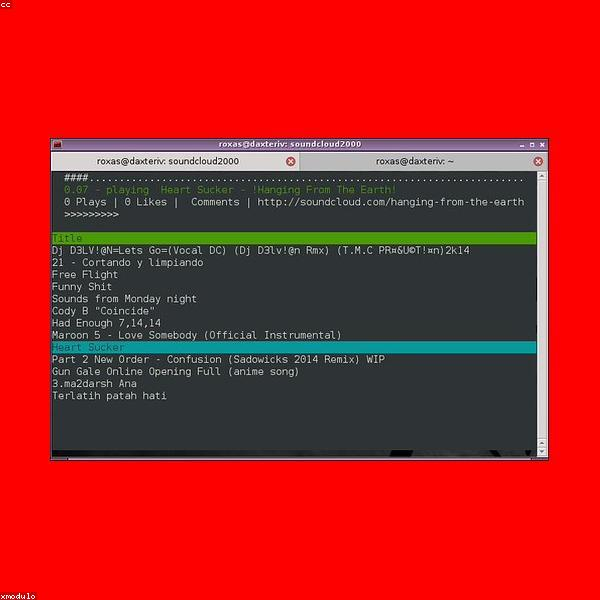 cc
roxas@daxteriv: soundcloud2000
roxas@daxteriv: soundcloud2000 roxas@daxteriv: ~
####.......................................................................
0.07 - playing  Heart Sucker - !Hanging From The Earth!
0 Plays | 0 Likes |  Comments | http://soundcloud.com/hanging-from-the-earth
>>>>>>>>>
Title
Dj D3LV!@N=Lets Go=(Vocal DC) (Dj D3lv!@n Rmx) (T.M.C PR¤&U©T!¤n)2k14
21 - Cortando y limpiando
Free Flight
Funny Shit
Sounds from Monday night
Cody B "Coincide"
Had Enough 7,14,14
Maroon 5 - Love Somebody (Official Instrumental)
Heart Sucker
Part 2 New Order - Confusion (Sadowicks 2014 Remix) WIP
Gun Gale Online Opening Full (anime song)
3.ma2darsh Ana
Terlatih patah hati
xmodulo